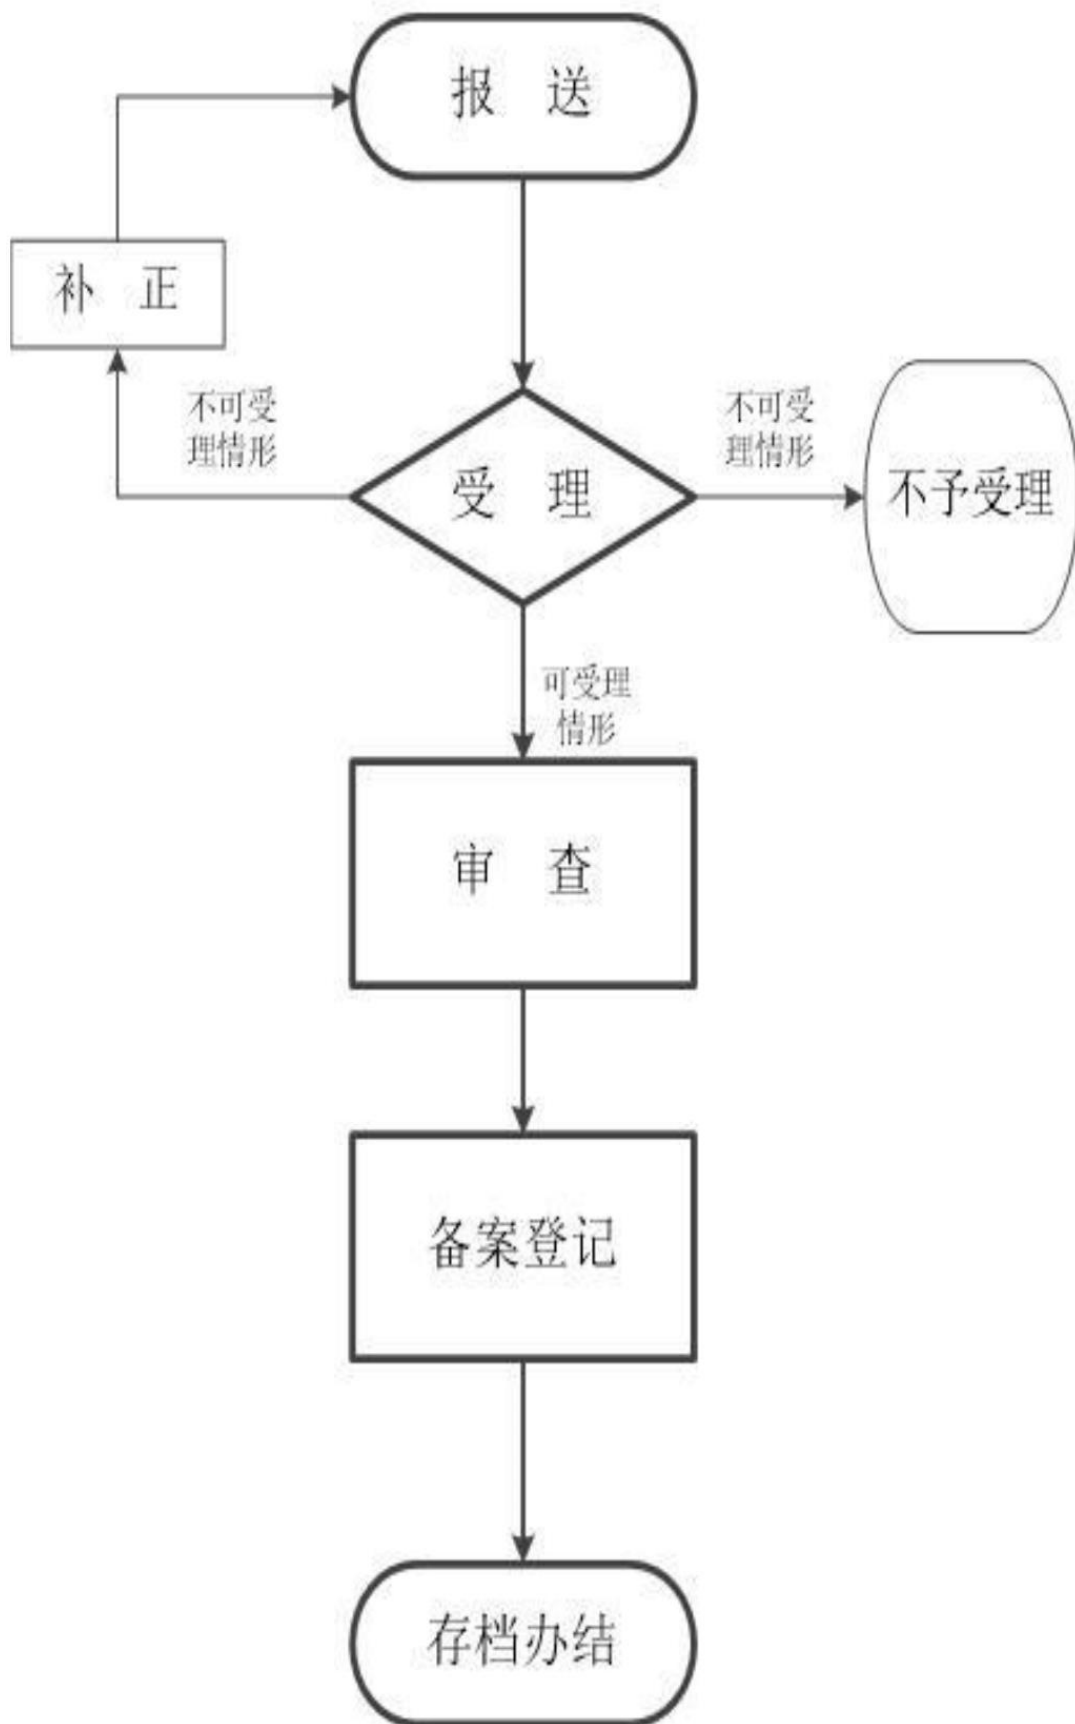 报 送
补 正
不可受
理情形
不可受
理情形
受 理
不予受理
可受理
情形
审 查
备案登记
存档办结